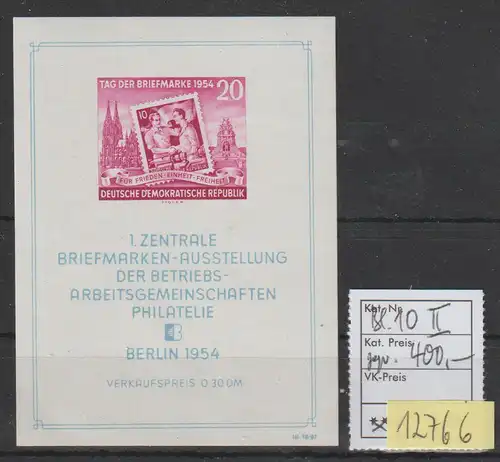 TAG DER BRIEFMARKE 1954
20
10
FÜR FRIEDEN · EINHEIT · FREIHEIT
DEUTSCHE DEMOKRATISCHE REPUBLIK
1. ZENTRALE
BRIEFMARKEN-AUSSTELLUNG
DER BETRIEBS-
ARBEITSGEMEINSCHAFTEN
PHILATELIE
BERLIN 1954
VERKAUFSPREIS 0.30 DM
Kat. Nr.
Bl. 10 II
Kat. Preis
400,-
VK-Preis
12766